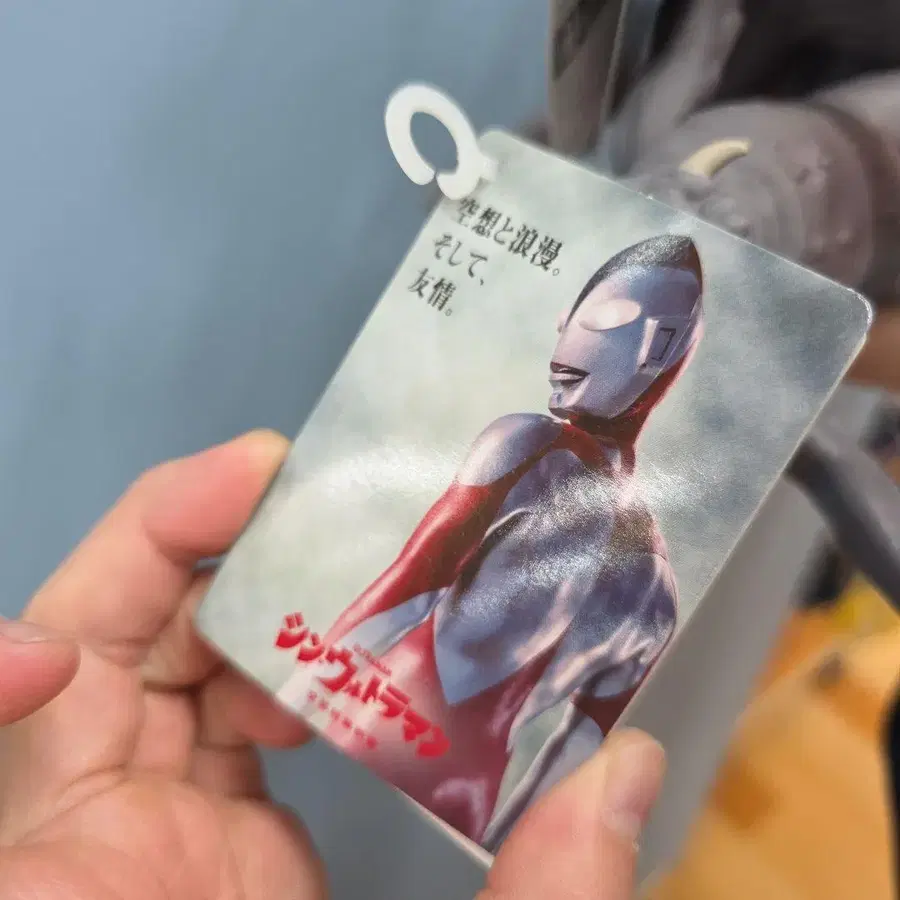 空想と浪漫。
そして、
友情。
シン・ウルトラマン